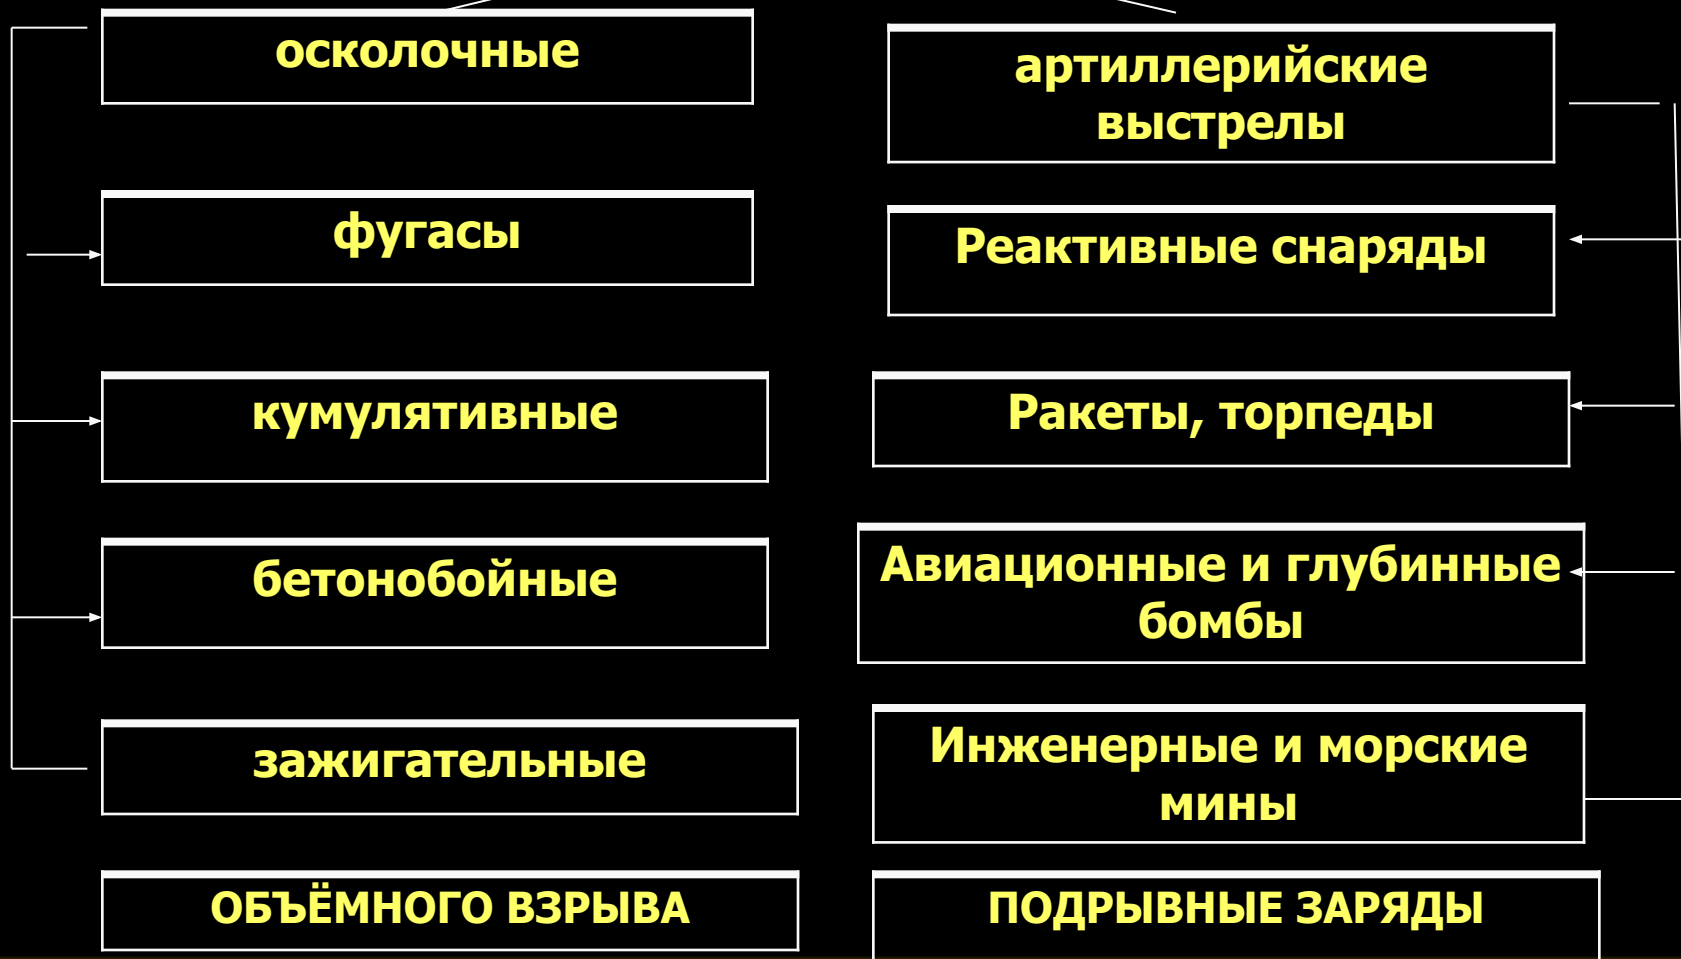 осколочные
фугасы
кумулятивные
бетонобойные
зажигательные
ОБЪЁМНОГО ВЗРЫВА
артиллерийские
выстрелы
Реактивные снаряды
Ракеты, торпеды
Авиационные и глубинные
бомбы
Инженерные и морские
мины
ПОДРЫВНЫЕ ЗАРЯДЫ